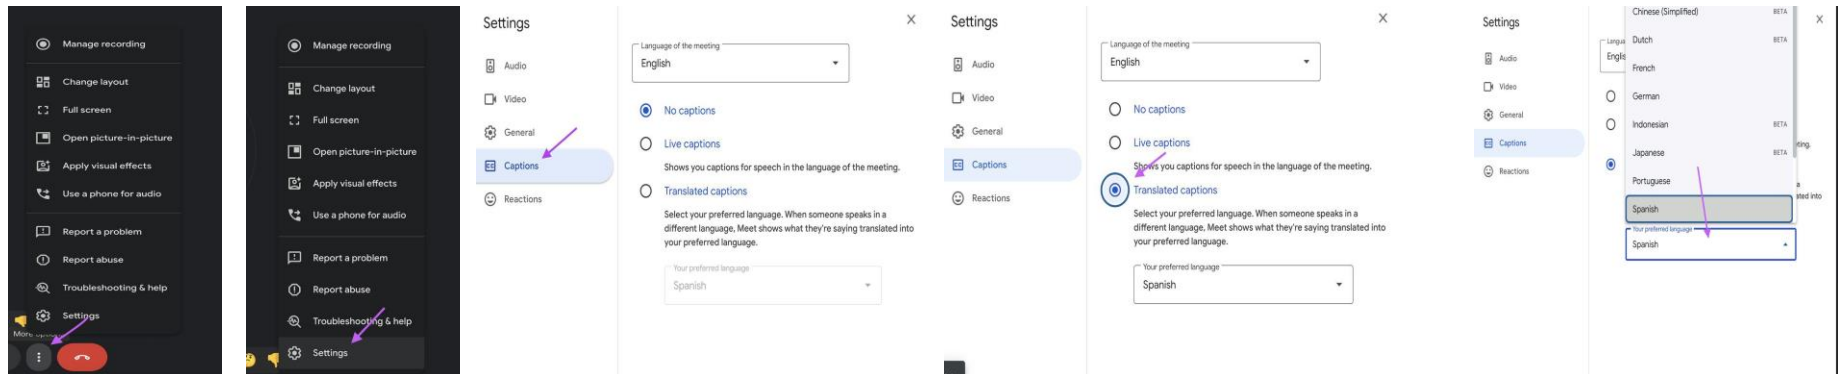 Manage recording
Change layout
Full screen
Open picture-in-picture
Apply visual effects
Use a phone for audio
Report a problem
Report abuse
Troubleshooting & help
Settings
Manage recording
Change layout
Full screen
Open picture-in-picture
Apply visual effects
Use a phone for audio
Report a problem
Report abuse
Troubleshooting & help
Settings
Settings
Audio
Video
General
Captions
Reactions
X
Language of the meeting
English
No captions
Live captions
Shows you captions for speech in the language of the meeting.
Translated captions
Select your preferred language. When someone speaks in a
different language, Meet shows what they're saying translated into
your preferred language.
Your preferred language
Spanish
Settings
Audio
Video
General
Captions
Reactions
X
Language of the meeting
English
No captions
Live captions
Shows you captions for speech in the language of the meeting.
Translated captions
Select your preferred language. When someone speaks in a
different language, Meet shows what they're saying translated into
your preferred language.
Your preferred language
Spanish
Settings
Audio
Video
General
Captions
Reactions
X
Chinese (Simplified) BETA
Dutch BETA
French
German
Indonesian BETA
Japanese BETA
Portuguese
Spanish
Your preferred language
Spanish